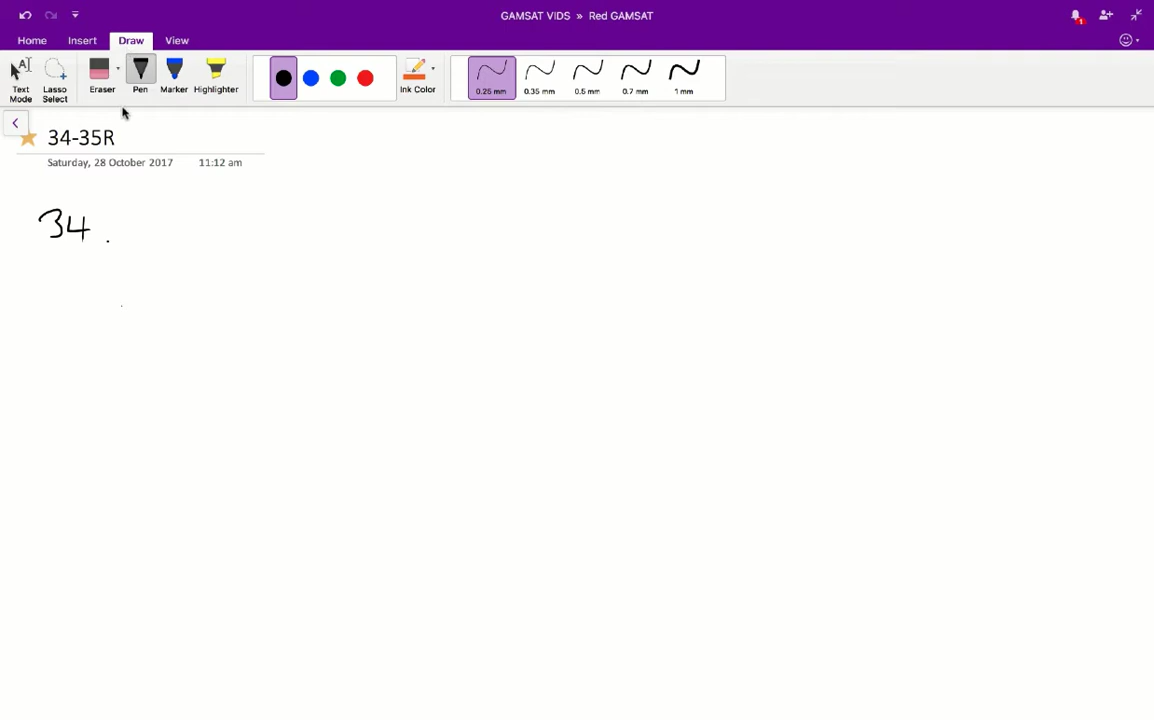 GAMSAT VIDS » Red GAMSAT
1
Home Insert Draw View
Text Mode
Lasso Select
Eraser
Pen
Marker
Highlighter
Ink Color
0.25 mm 0.35 mm 0.5 mm 0.7 mm 1 mm
34-35R
Saturday, 28 October 2017 11:12 am
34 .